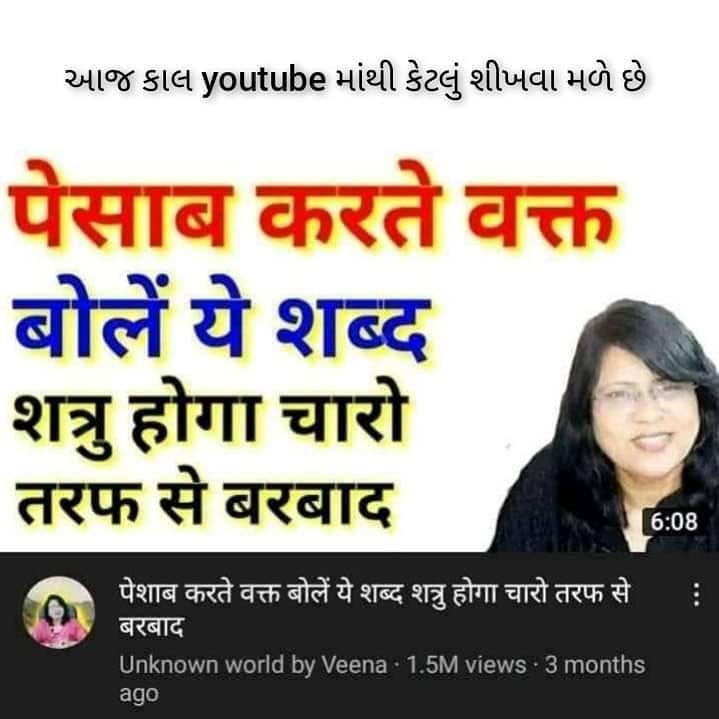 આજ કાલ youtube માંથી કેટલું શીખવા મળે છે
पेसाब करते वक्त
बोलें ये शब्द
शत्रु होगा चारो
तरफ से बरबाद
6:08
पेशाब करते वक्त बोलें ये शब्द शत्रु होगा चारो तरफ से
बरबाद
Unknown world by Veena · 1.5M views · 3 months
ago